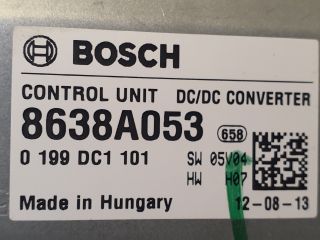 BOSCH
CONTROL UNIT DC/DC CONVERTER
8638A053 658
0 199 DC1 101 SW 05V04
HW H07
Made in Hungary 12-08-13